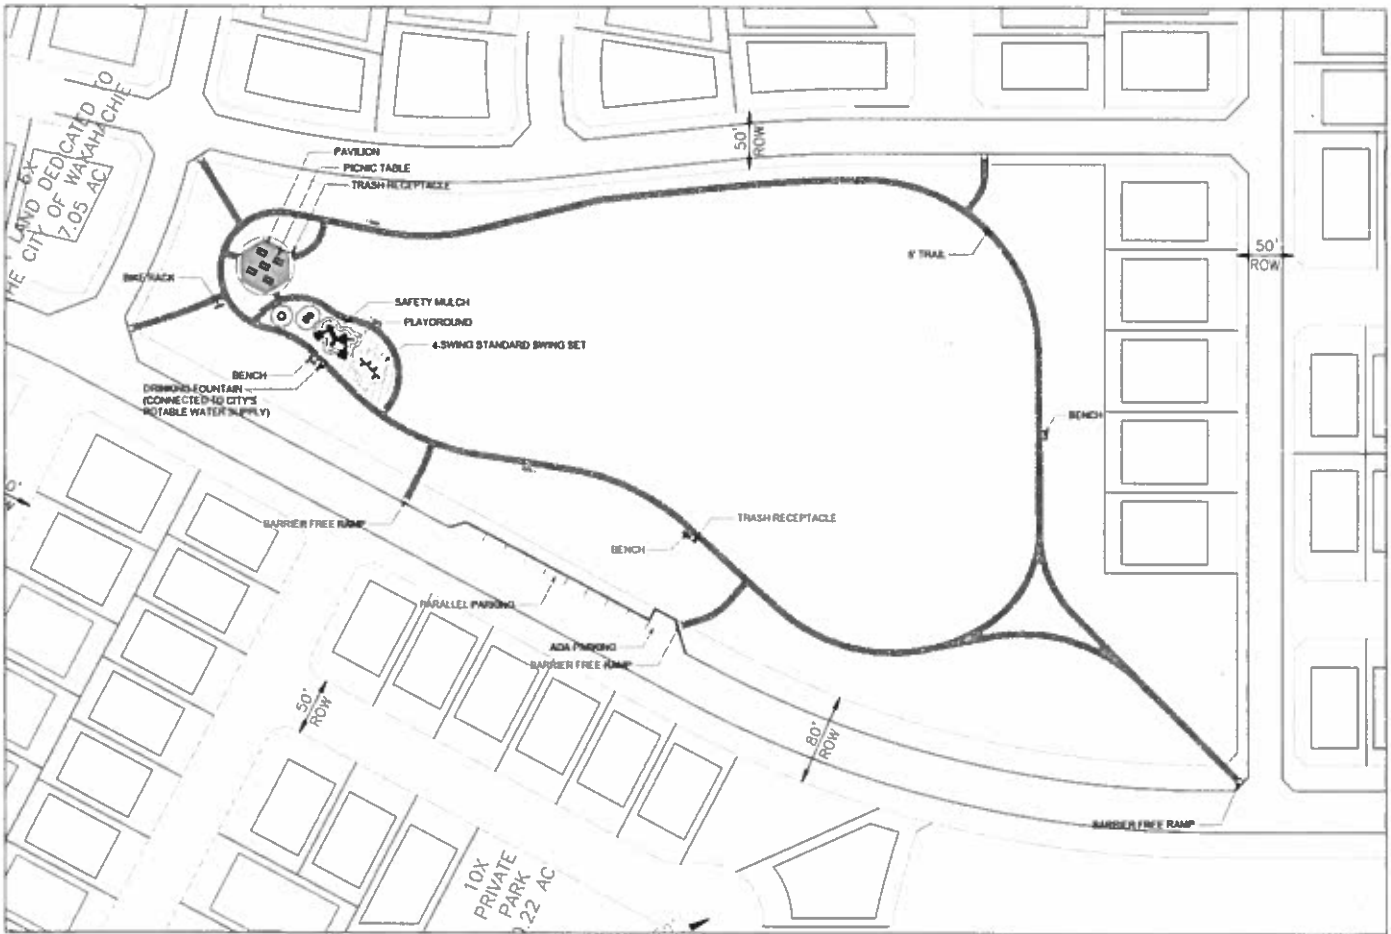 6X
LAND DEDICATED TO
THE CITY OF WAXAHACHIE
7.05 AC
PAVILION
PICNIC TABLE
TRASH RECEPTACLE
50'
ROW
BIKE RACK
SAFETY MULCH
PLAYGROUND
4-SWING STANDARD SWING SET
BENCH
DRINKING FOUNTAIN
(CONNECTED TO CITY'S
POTABLE WATER SUPPLY)
TRAIL
50'
ROW
BENCH
BARRIER FREE RAMP
TRASH RECEPTACLE
BENCH
PARALLEL PARKING
ADA PARKING
BARRIER FREE RAMP
50'
ROW
80'
ROW
BARRIER FREE RAMP
10X
PRIVATE
PARK
.22 AC